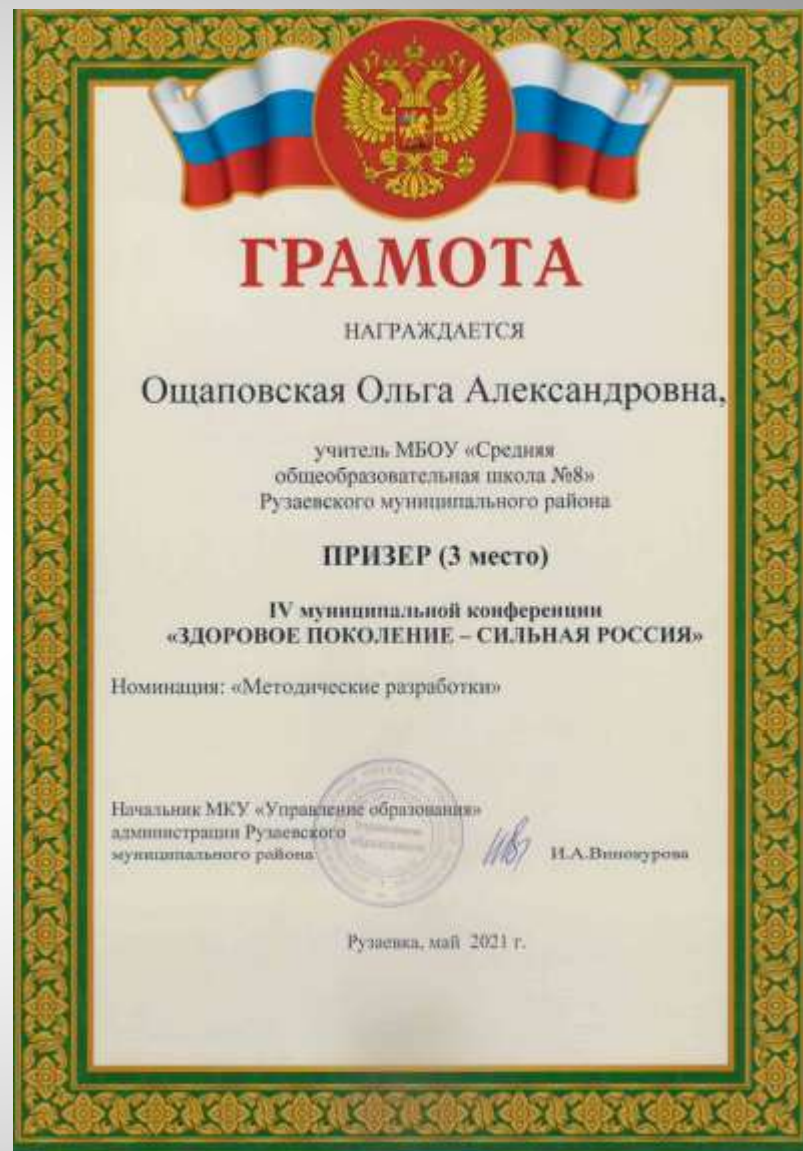 ГРАМОТА
НАГРАЖДАЕТСЯ
Ощаповская Ольга Александровна,
учитель МБОУ «Средняя
общеобразовательная школа №8»
Рузаевского муниципального района
ПРИЗЕР (3 место)
IV муниципальной конференции
«ЗДОРОВОЕ ПОКОЛЕНИЕ – СИЛЬНАЯ РОССИЯ»
Номинация: «Методические разработки»
Начальник МКУ «Управление образования»
администрации Рузаевского
муниципального района
И.А.Винокурова
Рузаевка, май 2021 г.